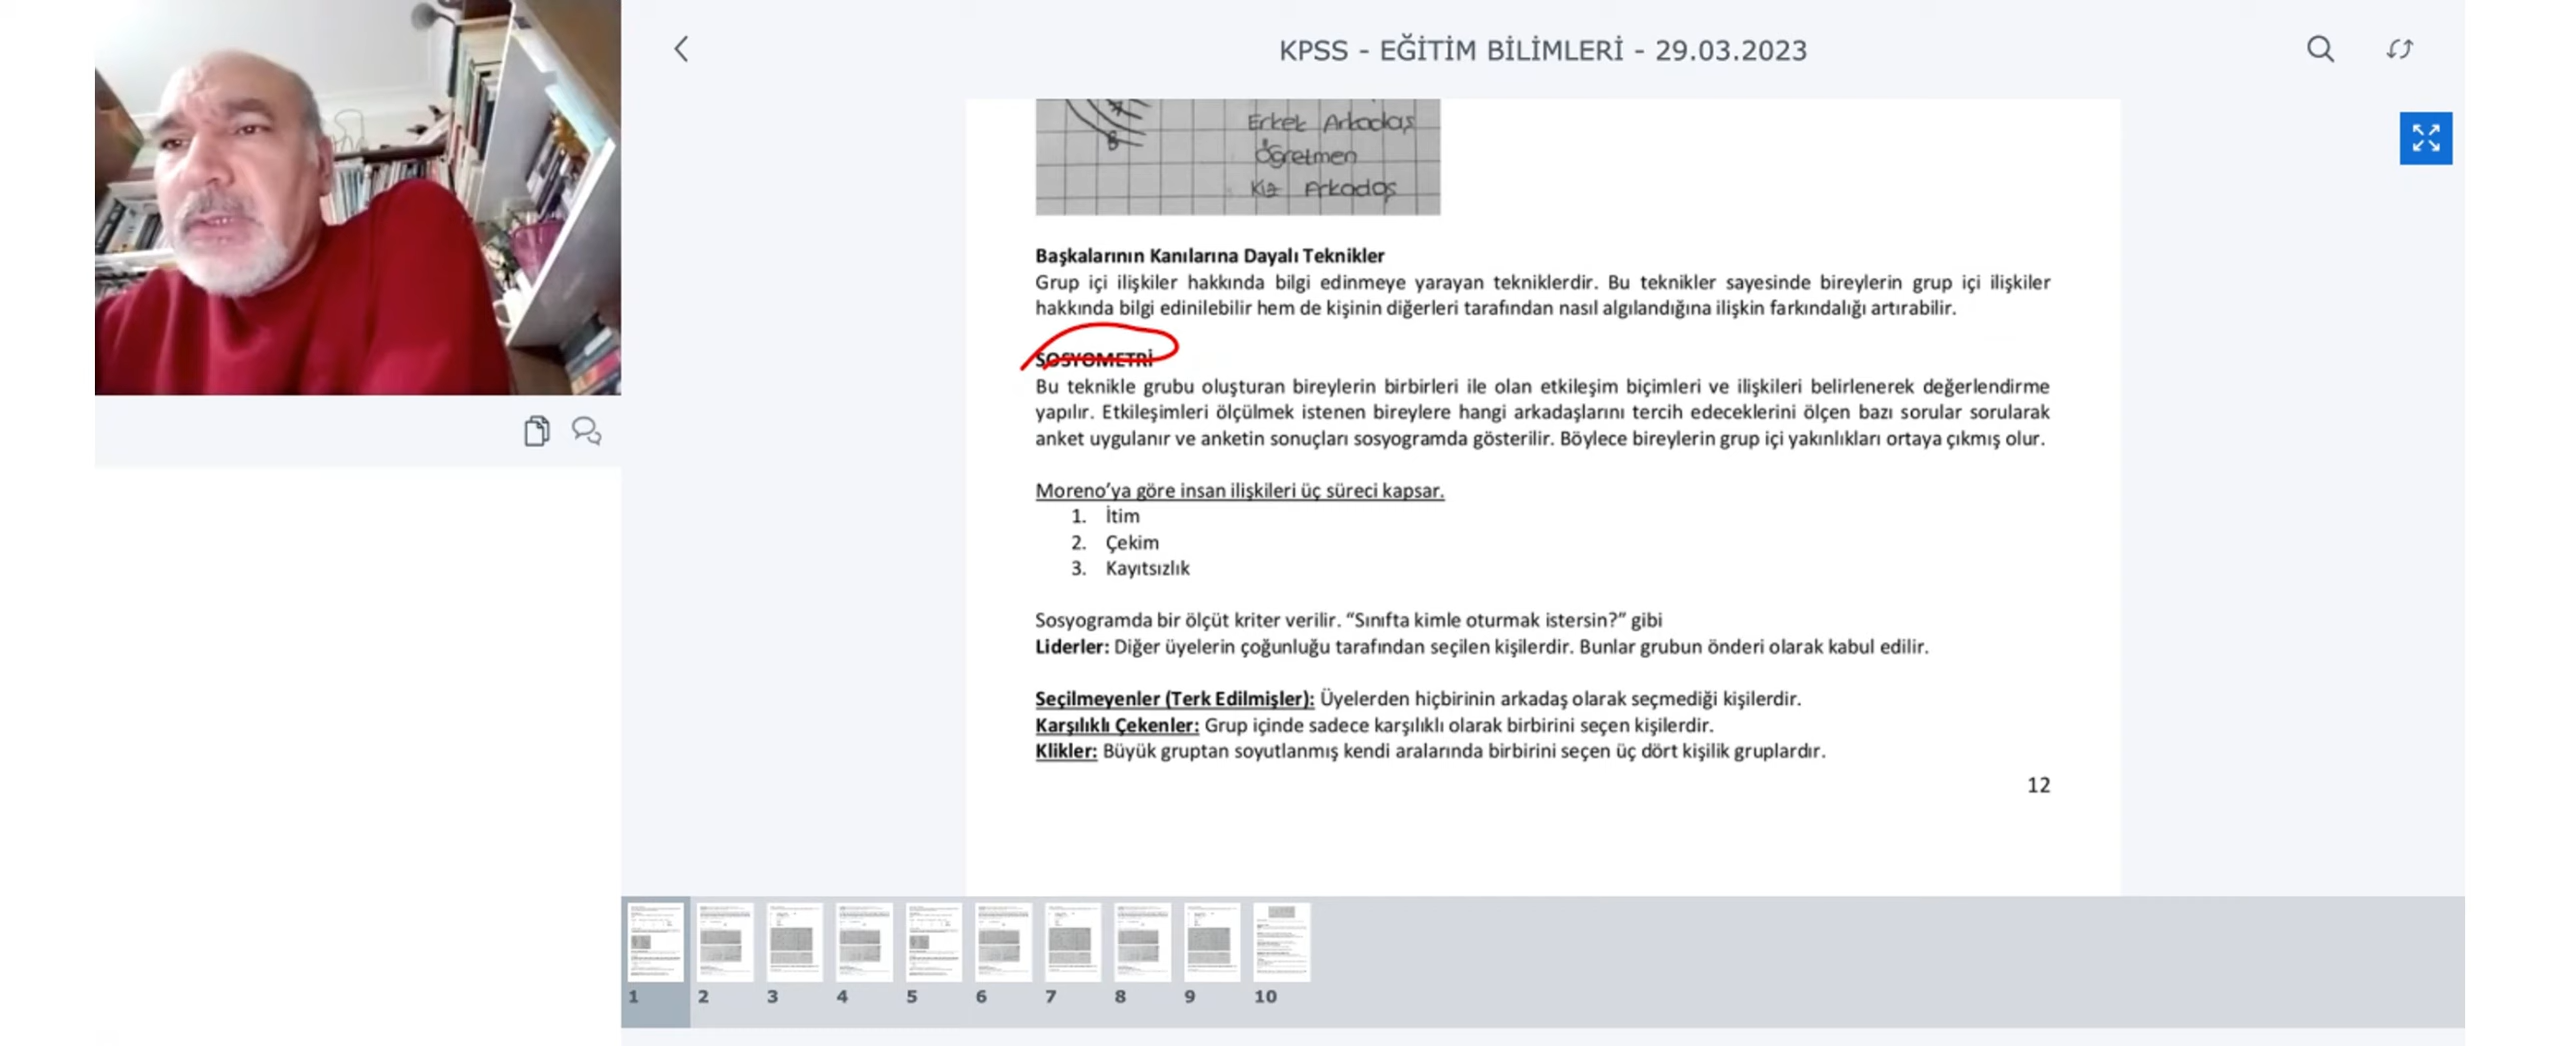 KPSS - EĞİTİM BİLİMLERİ - 29.03.2023
Erkek Arkadaş
Öğretmen
Kız Arkadaş
Başkalarının Kanılarına Dayalı Teknikler
Grup içi ilişkiler hakkında bilgi edinmeye yarayan tekniklerdir. Bu teknikler sayesinde bireylerin grup içi ilişkiler
hakkında bilgi edinilebilir hem de kişinin diğerleri tarafından nasıl algılandığına ilişkin farkındalığı artırabilir.
SOSYOMETRİ
Bu teknikle grubu oluşturan bireylerin birbirleri ile olan etkileşim biçimleri ve ilişkileri belirlenerek değerlendirme
yapılır. Etkileşimleri ölçülmek istenen bireylere hangi arkadaşlarını tercih edeceklerini ölçen bazı sorular sorularak
anket uygulanır ve anketin sonuçları sosyogramda gösterilir. Böylece bireylerin grup içi yakınlıkları ortaya çıkmış olur.
Moreno’ya göre insan ilişkileri üç süreci kapsar.
1. İtim
2. Çekim
3. Kayıtsızlık
Sosyogramda bir ölçüt kriter verilir. “Sınıfta kimle oturmak istersin?” gibi
Liderler: Diğer üyelerin çoğunluğu tarafından seçilen kişilerdir. Bunlar grubun önderi olarak kabul edilir.
Seçilmeyenler (Terk Edilmişler): Üyelerden hiçbirinin arkadaş olarak seçmediği kişilerdir.
Karşılıklı Çekenler: Grup içinde sadece karşılıklı olarak birbirini seçen kişilerdir.
Klikler: Büyük gruptan soyutlanmış kendi aralarında birbirini seçen üç dört kişilik gruplardır.
12
1 2 3 4 5 6 7 8 9 10